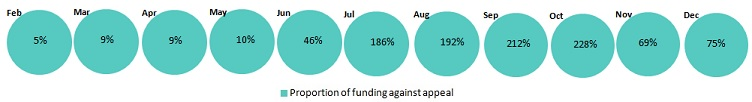 Feb Mar Apr May Jun Jul Aug Sep Oct Nov Dec
5% 9% 9% 10% 46% 186% 192% 212% 228% 69% 75%
Proportion of funding against appeal